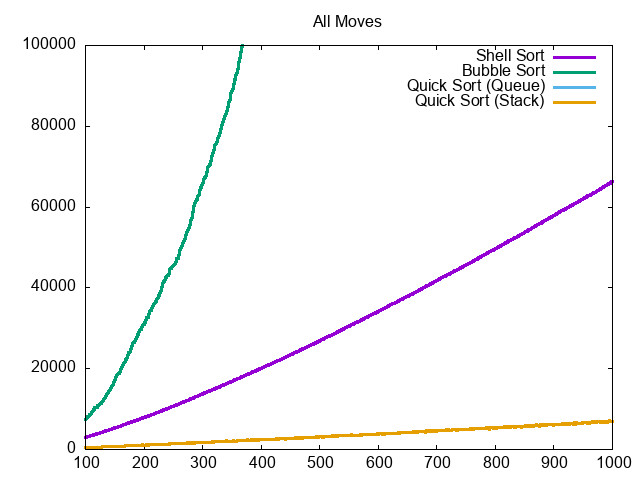 All Moves
100000
80000
60000
40000
20000
0
100 200 300 400 500 600 700 800 900 1000
Shell Sort
Bubble Sort
Quick Sort (Queue)
Quick Sort (Stack)